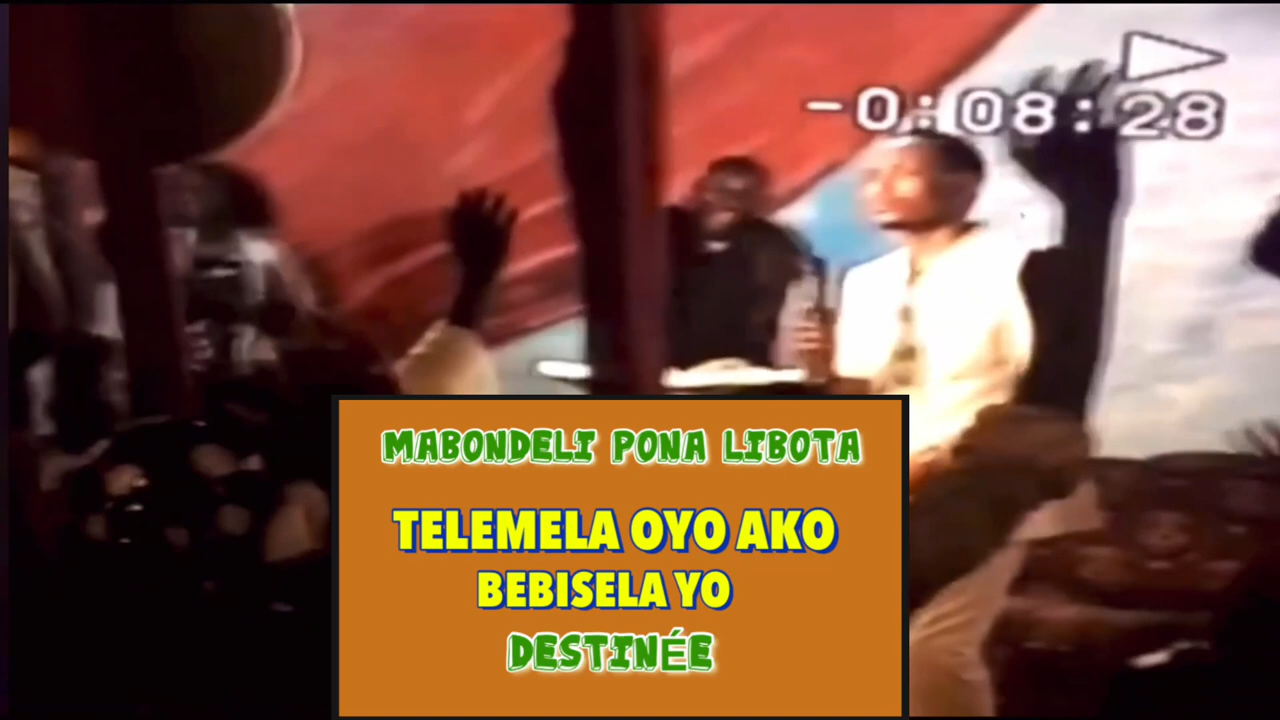 -0:08:28
MABONDELI PONA LIBOTA
TELEMELA OYO AKO
BEBISELA YO
DESTINÉE